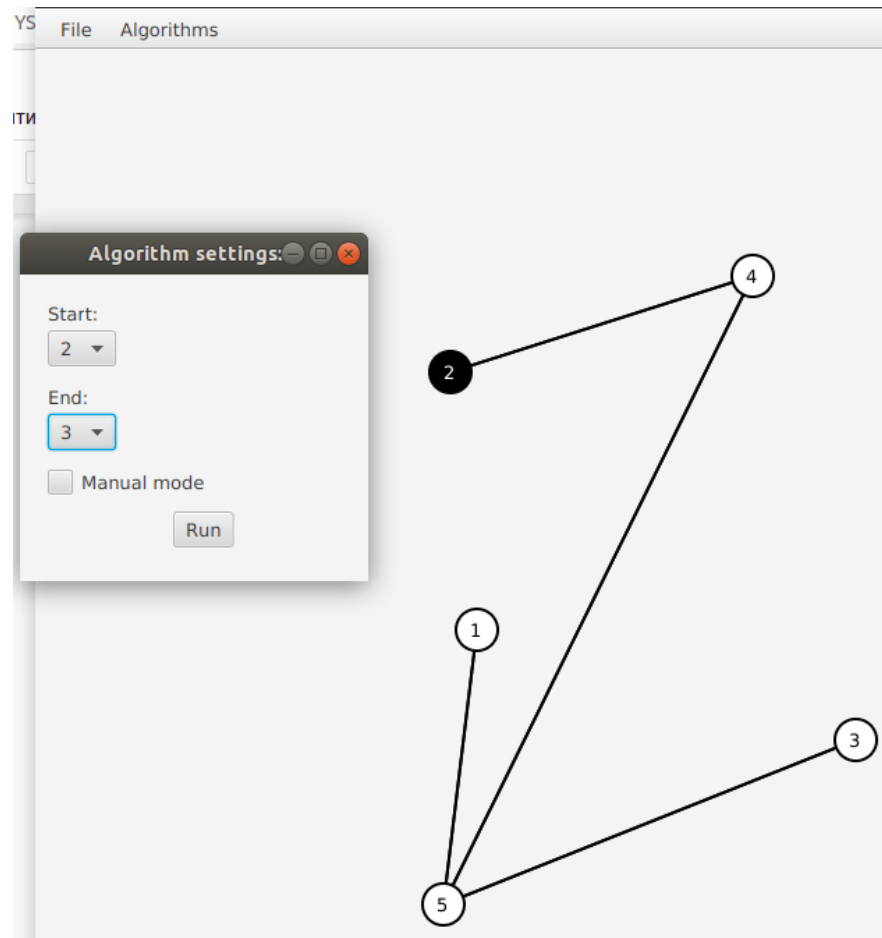 YS
File Algorithms
ти
Algorithm settings:
Start:
2
End:
3
Manual mode
Run
4
2
1
3
5